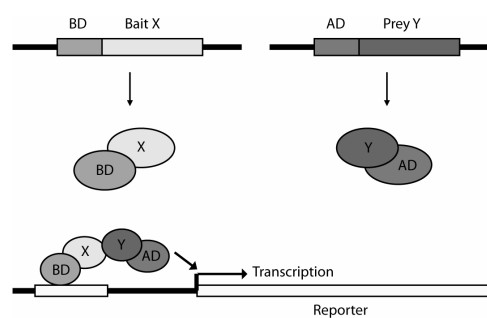 BD Bait X AD Prey Y
X
BD
Y
AD
BD X Y AD
Transcription
Reporter